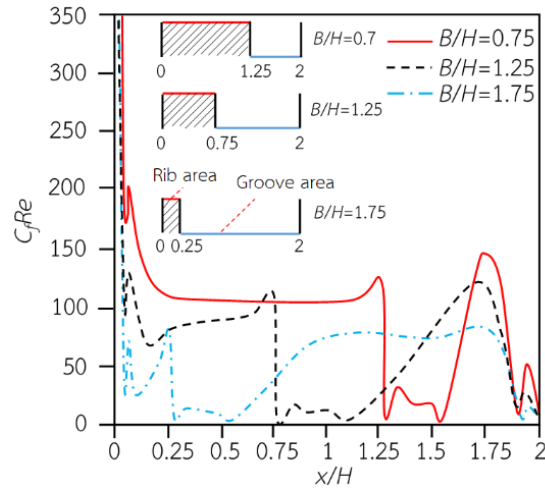 350
300
250
200
150
100
50
0
CfRe
B/H=0.7
0 1.25 2
B/H=1.25
0 0.75 2
Rib area
Groove area
B/H=1.75
0 0.25 2
B/H=0.75
B/H=1.25
B/H=1.75
0 0.25 0.5 0.75 1 1.25 1.5 1.75 2
x/H